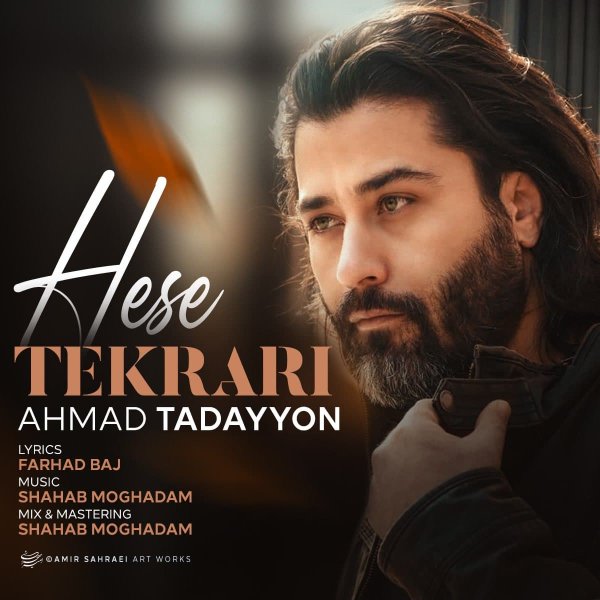 Hese
TEKRARI
AHMAD TADAYYON
LYRICS
FARHAD BAJ
MUSIC
SHAHAB MOGHADAM
MIX & MASTERING
SHAHAB MOGHADAM
©AMIR SAHRAEI ART WORKS